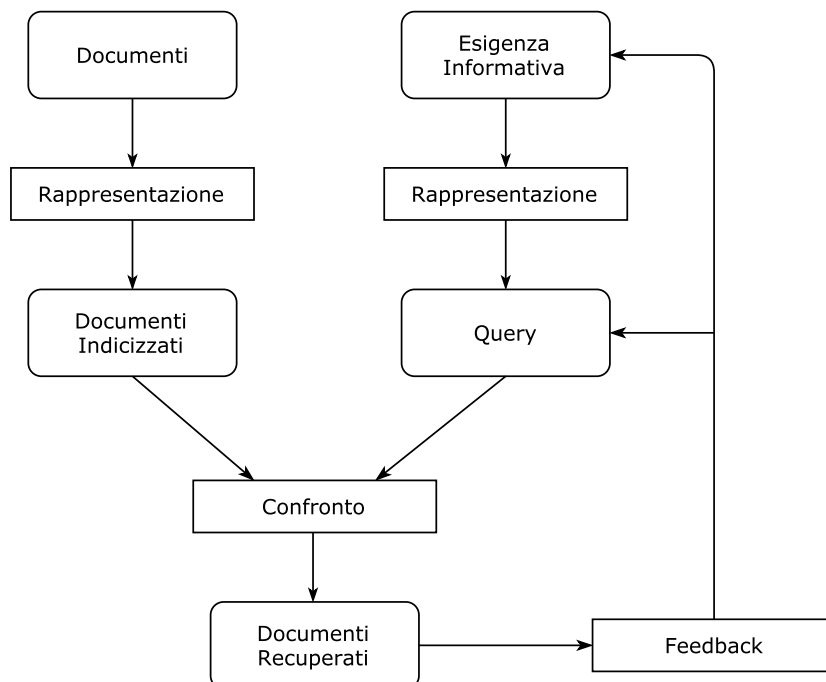 Documenti
Esigenza
Informativa
Rappresentazione
Rappresentazione
Documenti
Indicizzati
Query
Confronto
Documenti
Recuperati
Feedback